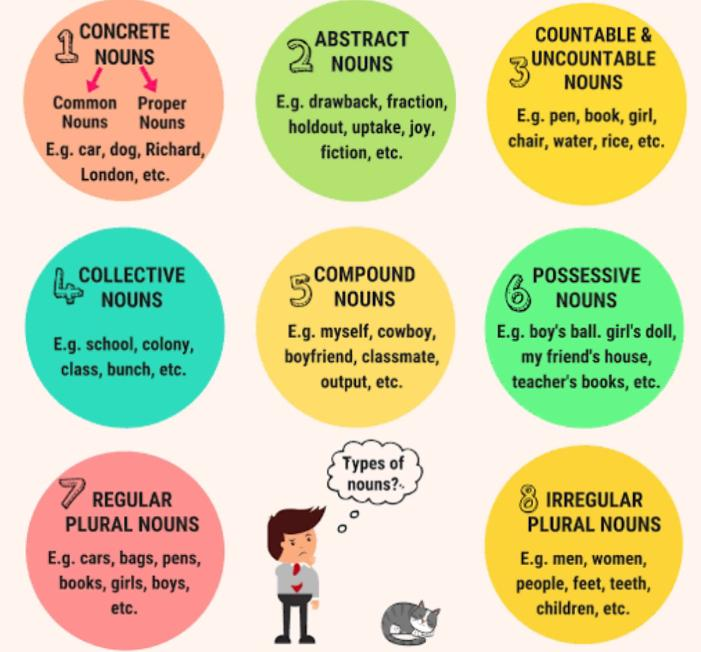 1 CONCRETE
NOUNS
Common
Nouns
Proper
Nouns
E.g. car, dog, Richard,
London, etc.
2 ABSTRACT
NOUNS
E.g. drawback, fraction,
holdout, uptake, joy,
fiction, etc.
COUNTABLE &
3 UNCOUNTABLE
NOUNS
E.g. pen, book, girl,
chair, water, rice, etc.
4 COLLECTIVE
NOUNS
E.g. school, colony,
class, bunch, etc.
5 COMPOUND
NOUNS
E.g. myself, cowboy,
boyfriend, classmate,
output, etc.
6 POSSESSIVE
NOUNS
E.g. boy's ball. girl's doll,
my friend's house,
teacher's books, etc.
7 REGULAR
PLURAL NOUNS
E.g. cars, bags, pens,
books, girls, boys,
etc.
Types of
nouns?.
8 IRREGULAR
PLURAL NOUNS
E.g. men, women,
people, feet, teeth,
children, etc.